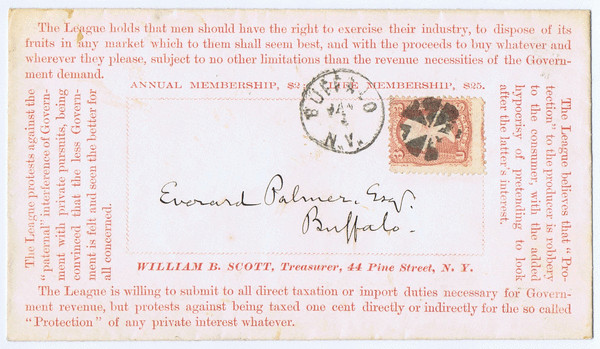 The League holds that men should have the right to exercise their industry, to dispose of its
fruits in any market which to them shall seem best, and with the proceeds to buy whatever and
wherever they please, subject to no other limitations than the revenue necessities of the Govern-
ment demand.
ANNUAL MEMBERSHIP, $2 LIFE MEMBERSHIP, $25.
The League protests against the
"paternal" interference of Govern-
ment with private pursuits, being
convinced that the less Govern-
ment is felt and seen the better for
all concerned.
BUFFALO
JAN
N.Y.
Everard Palmer, Esq.
Buffalo.
The League believes that "Pro-
tection" to the producer is robbery
to the consumer, with the added
hypocrisy of pretending to look
after the latter's interest.
WILLIAM B. SCOTT, Treasurer, 44 Pine Street, N. Y.
The League is willing to submit to all direct taxation or import duties necessary for Govern-
ment revenue, but protests against being taxed one cent directly or indirectly for the so called
"Protection" of any private interest whatever.